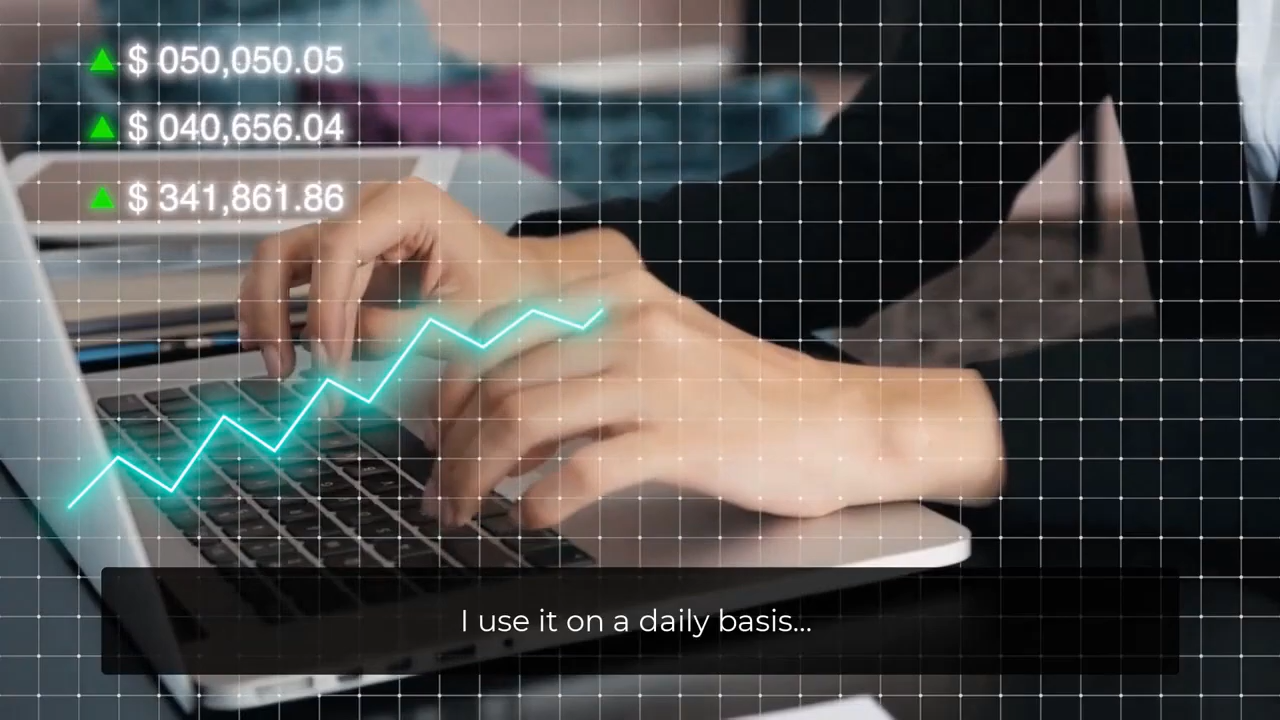 $ 050,050.05
$ 040,656.04
$ 341,861.86
I use it on a daily basis...